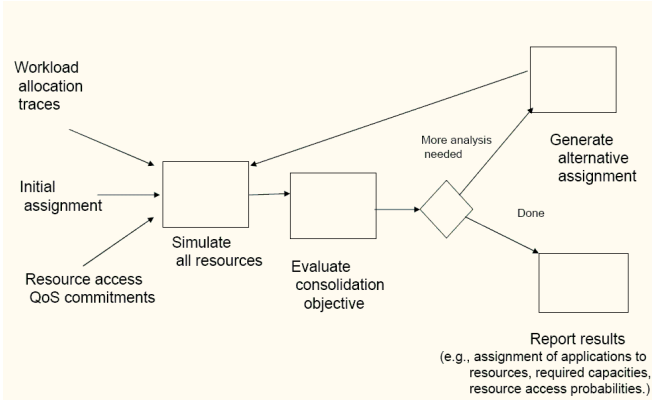 Workload
allocation
traces
Initial
assignment
Resource access
QoS commitments
Simulate
all resources
Evaluate
consolidation
objective
More analysis
needed
Generate
alternative
assignment
Done
Report results
(e.g., assignment of applications to
resources, required capacities,
resource access probabilities.)